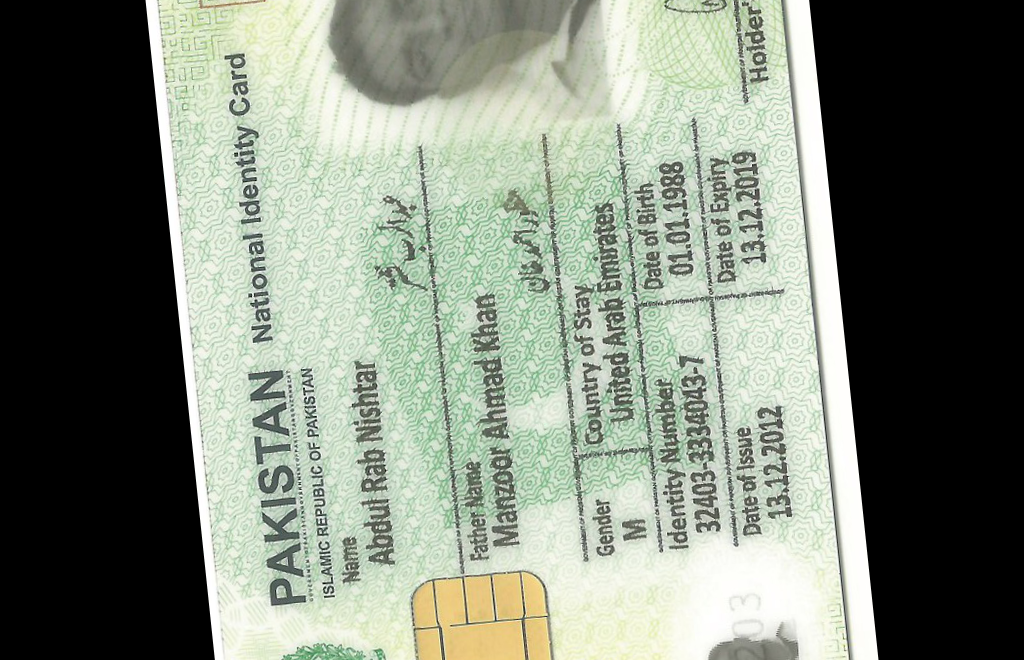 PAKISTAN National Identity Card
ISLAMIC REPUBLIC OF PAKISTAN
Name
Abdul Rab Nishtar
عبدالرب نشتر
Father Name
Manzoor Ahmad Khan
منظور احمد خان
Gender
M
Country of Stay
United Arab Emirates
Identity Number
32403-3334043-7
Date of Birth
01.01.1988
Date of Issue
13.12.2012
Date of Expiry
13.12.2019
Holder'
03